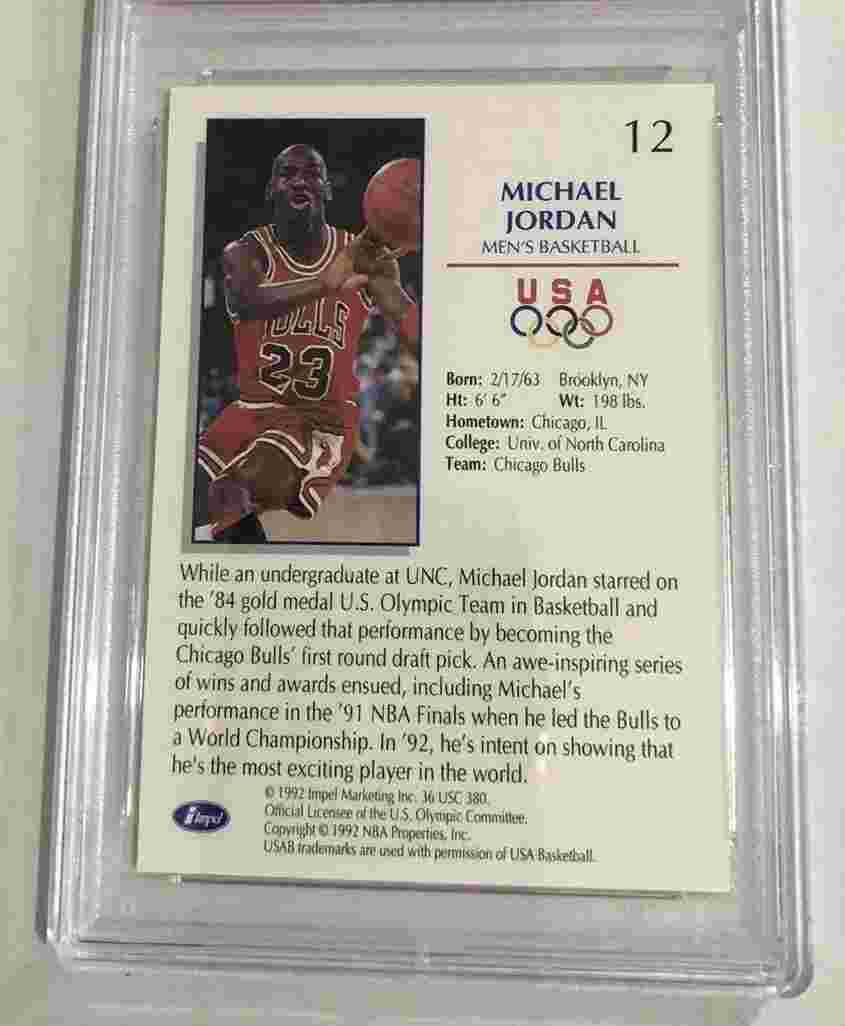 12
MICHAEL
JORDAN
MEN'S BASKETBALL
USA
Born: 2/17/63 Brooklyn, NY
Ht: 6' 6" Wt: 198 lbs.
Hometown: Chicago, IL
College: Univ. of North Carolina
Team: Chicago Bulls
BULLS
23
While an undergraduate at UNC, Michael Jordan starred on
the '84 gold medal U.S. Olympic Team in Basketball and
quickly followed that performance by becoming the
Chicago Bulls' first round draft pick. An awe-inspiring series
of wins and awards ensued, including Michael's
performance in the '91 NBA Finals when he led the Bulls to
a World Championship. In '92, he's intent on showing that
he's the most exciting player in the world.
© 1992 Impel Marketing Inc. 36 USC 380.
Official Licensee of the U.S. Olympic Committee.
Copyright © 1992 NBA Properties, Inc.
USAB trademarks are used with permission of USA Basketball.
Impel